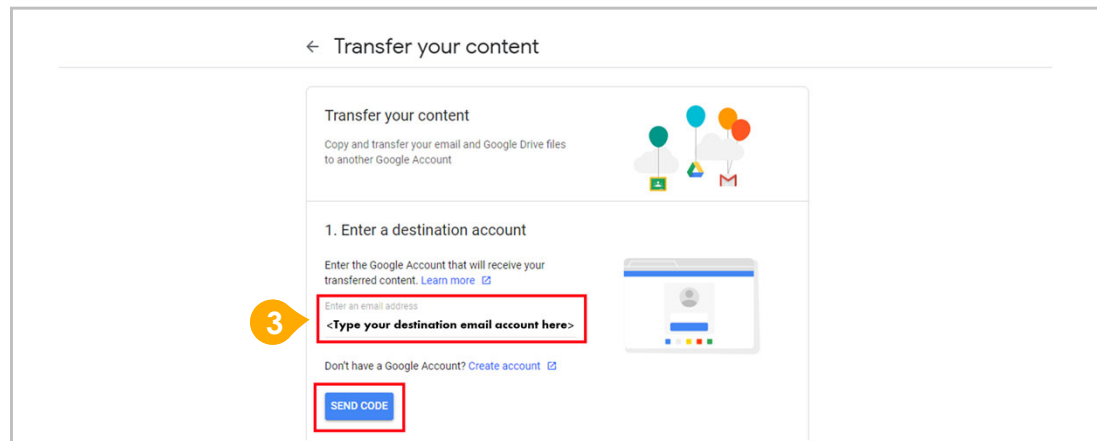 ← Transfer your content
Transfer your content
Copy and transfer your email and Google Drive files
to another Google Account
1. Enter a destination account
Enter the Google Account that will receive your
transferred content. Learn more
Enter an email address
3
<Type your destination email account here>
Don't have a Google Account? Create account
SEND CODE